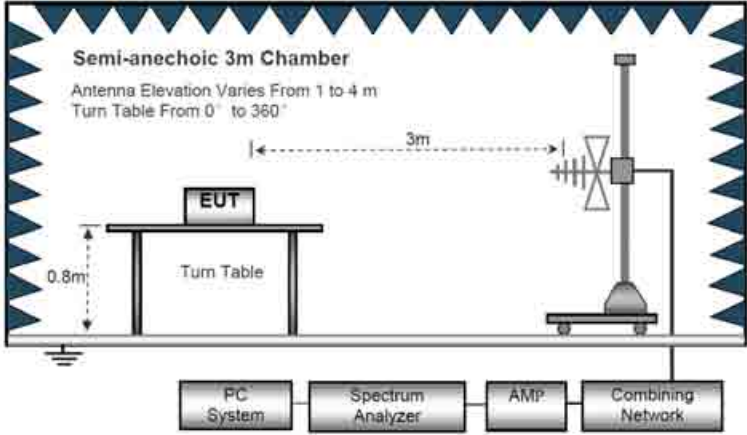 Semi-anechoic 3m Chamber
Antenna Elevation Varies From 1 to 4 m
Turn Table From 0° to 360°
3m
EUT
0.8m
Turn Table
PC
System
Spectrum
Analyzer
AMP
Combining
Network